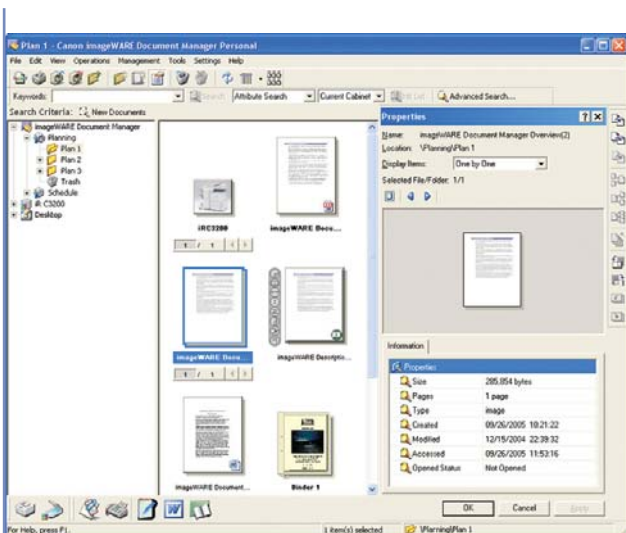 Plan 1 - Canon imageWARE Document Manager Personal
File Edit View Operations Management Tools Settings Help
Keywords: Search Attribute Search Current Cabinet Advanced Search...
Search Criteria: New Documents
imageWARE Document Manager
Planning
Plan 1
Plan 2
Plan 3
Trash
Schedule
iR C3200
Desktop
iRC3200
imageWARE Docu...
1 / 1
imageWARE Docu...
imageWARE Descriptio...
1 / 1
imageWARE Document...
Binder 1
Properties
Name: imageWARE Document Manager Overview(2)
Location: \Planning\Plan 1
Display Items: One by One
Selected File/Folder: 1/1
Information
Properties
Size 285,854 bytes
Pages 1 page
Type image
Created 09/26/2005 10:21:22
Modified 12/15/2004 22:39:32
Accessed 09/26/2005 11:53:16
Opened Status Not Opened
OK Cancel
For Help, press F1.
1 item(s) selected
\Planning\Plan 1